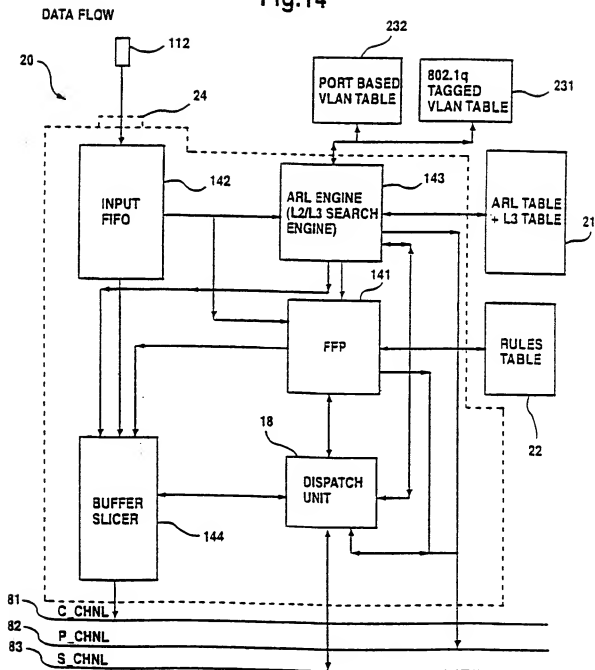 Fig.14
DATA FLOW
112
20
24
232
PORT BASED
VLAN TABLE
802.1q
TAGGED
VLAN TABLE
231
142
INPUT
FIFO
143
ARL ENGINE
(L2/L3 SEARCH
ENGINE)
ARL TABLE
+ L3 TABLE
21
141
FFP
RULES
TABLE
22
18
DISPATCH
UNIT
BUFFER
SLICER
144
81
C_CHNL
82
P_CHNL
83
S_CHNL